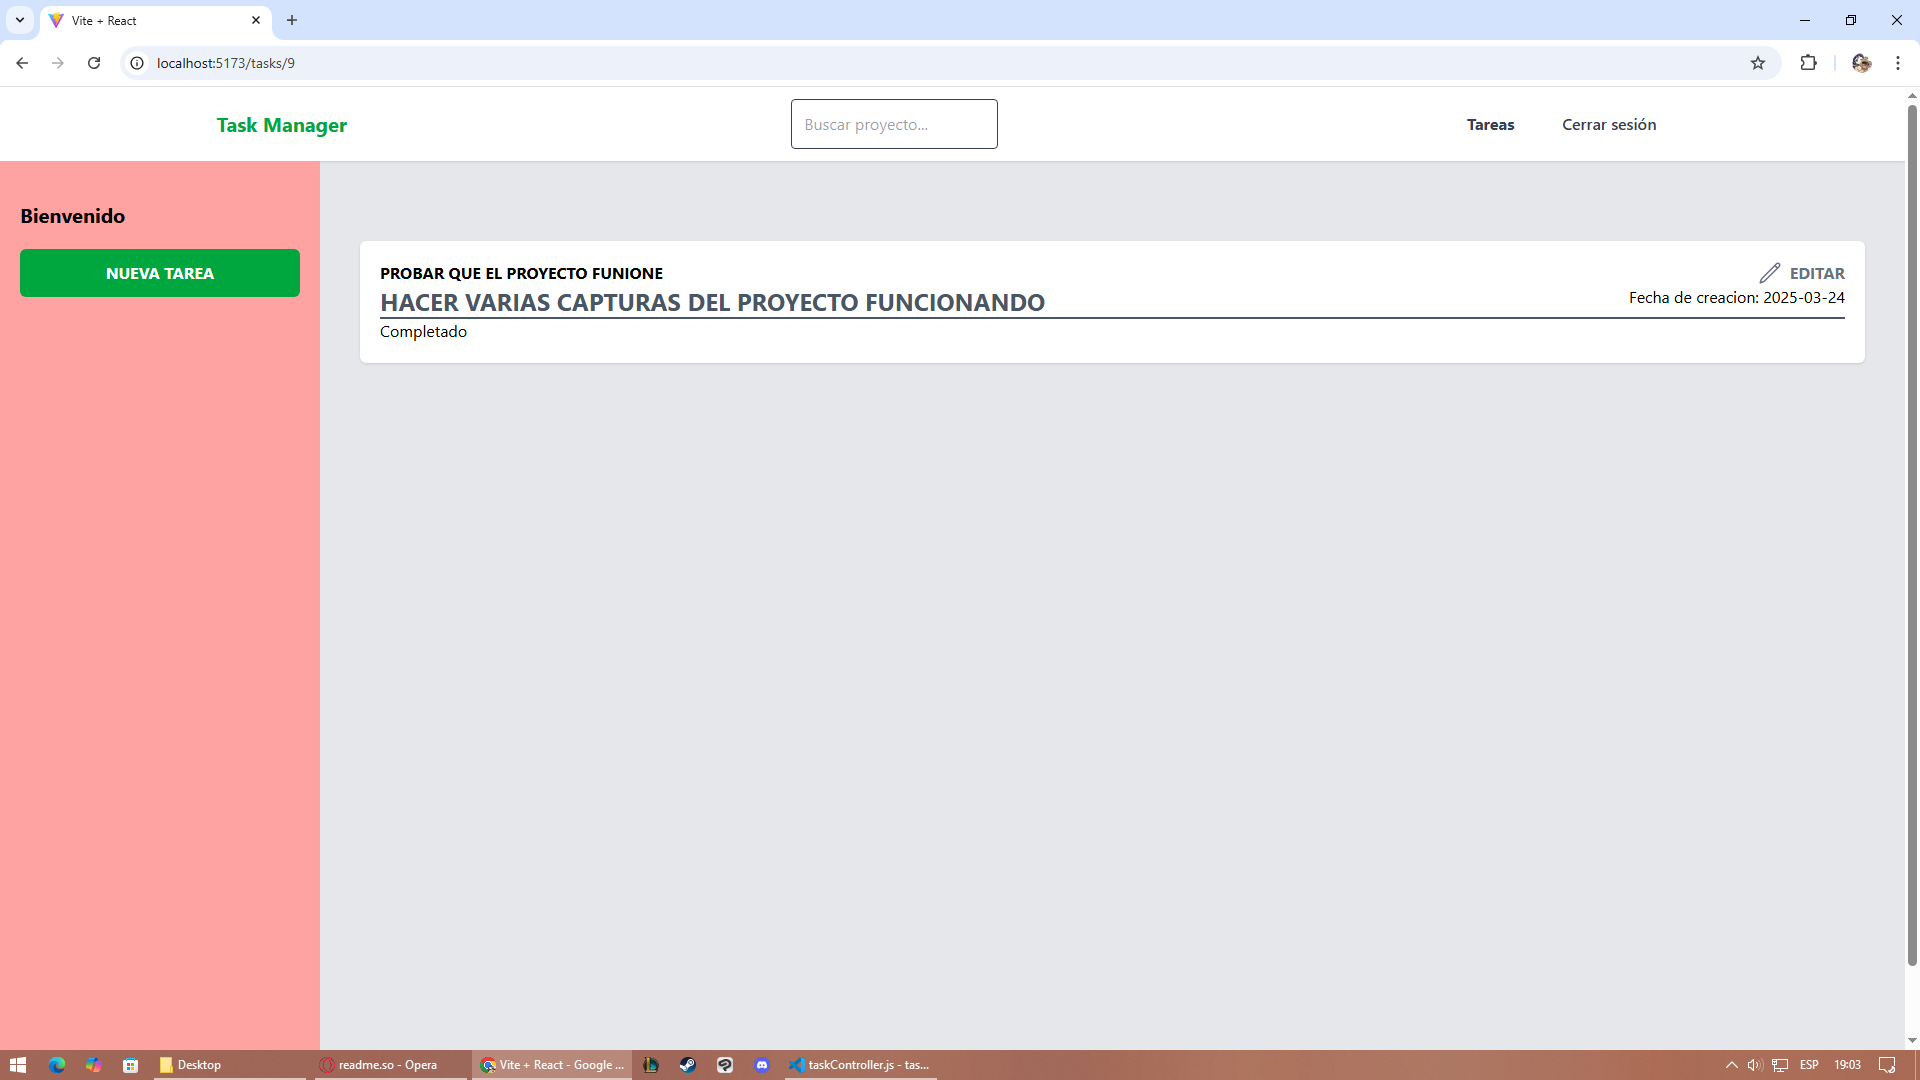 Vite + React
localhost:5173/tasks/9
Task Manager
Buscar proyecto...
Tareas
Cerrar sesión
Bienvenido
NUEVA TAREA
PROBAR QUE EL PROYECTO FUNIONE
EDITAR
HACER VARIAS CAPTURAS DEL PROYECTO FUNCIONANDO
Fecha de creacion: 2025-03-24
Completado
Desktop
readme.so - Opera
Vite + React - Google ...
taskController.js - tas...
ESP
19:03